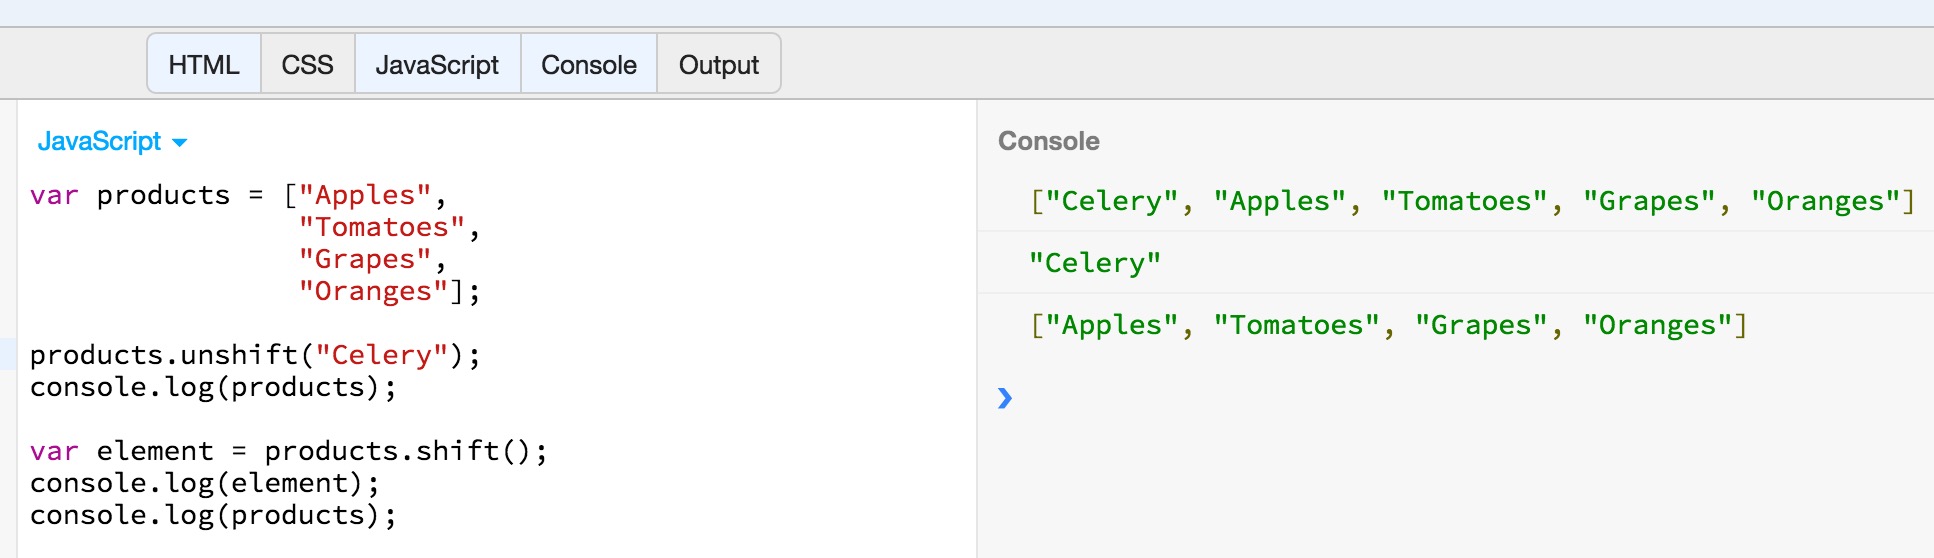 HTML CSS JavaScript Console Output
JavaScript
var products = ["Apples",
"Tomatoes",
"Grapes",
"Oranges"];
products.unshift("Celery");
console.log(products);
var element = products.shift();
console.log(element);
console.log(products);
Console
["Celery", "Apples", "Tomatoes", "Grapes", "Oranges"]
"Celery"
["Apples", "Tomatoes", "Grapes", "Oranges"]